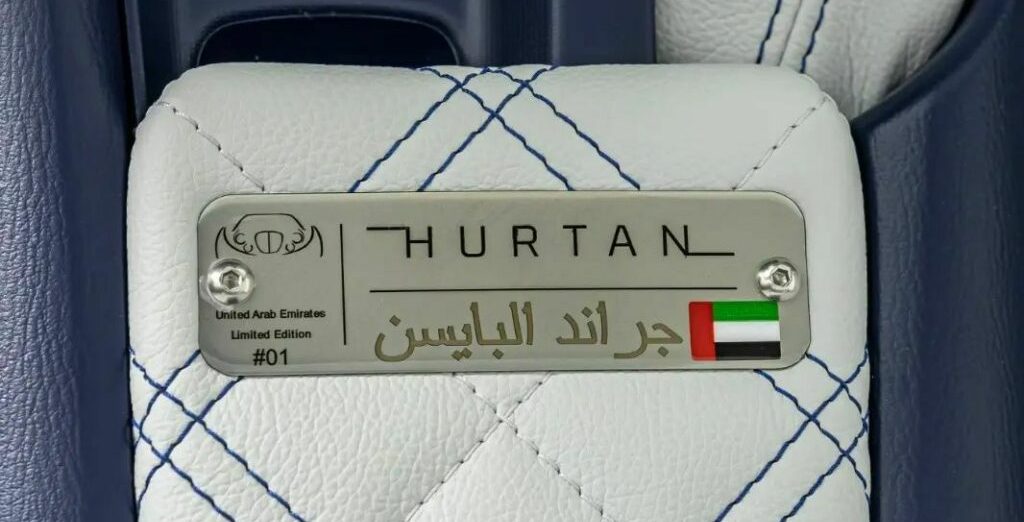 HURTAN
جراند البايسن
United Arab Emirates
Limited Edition
#01